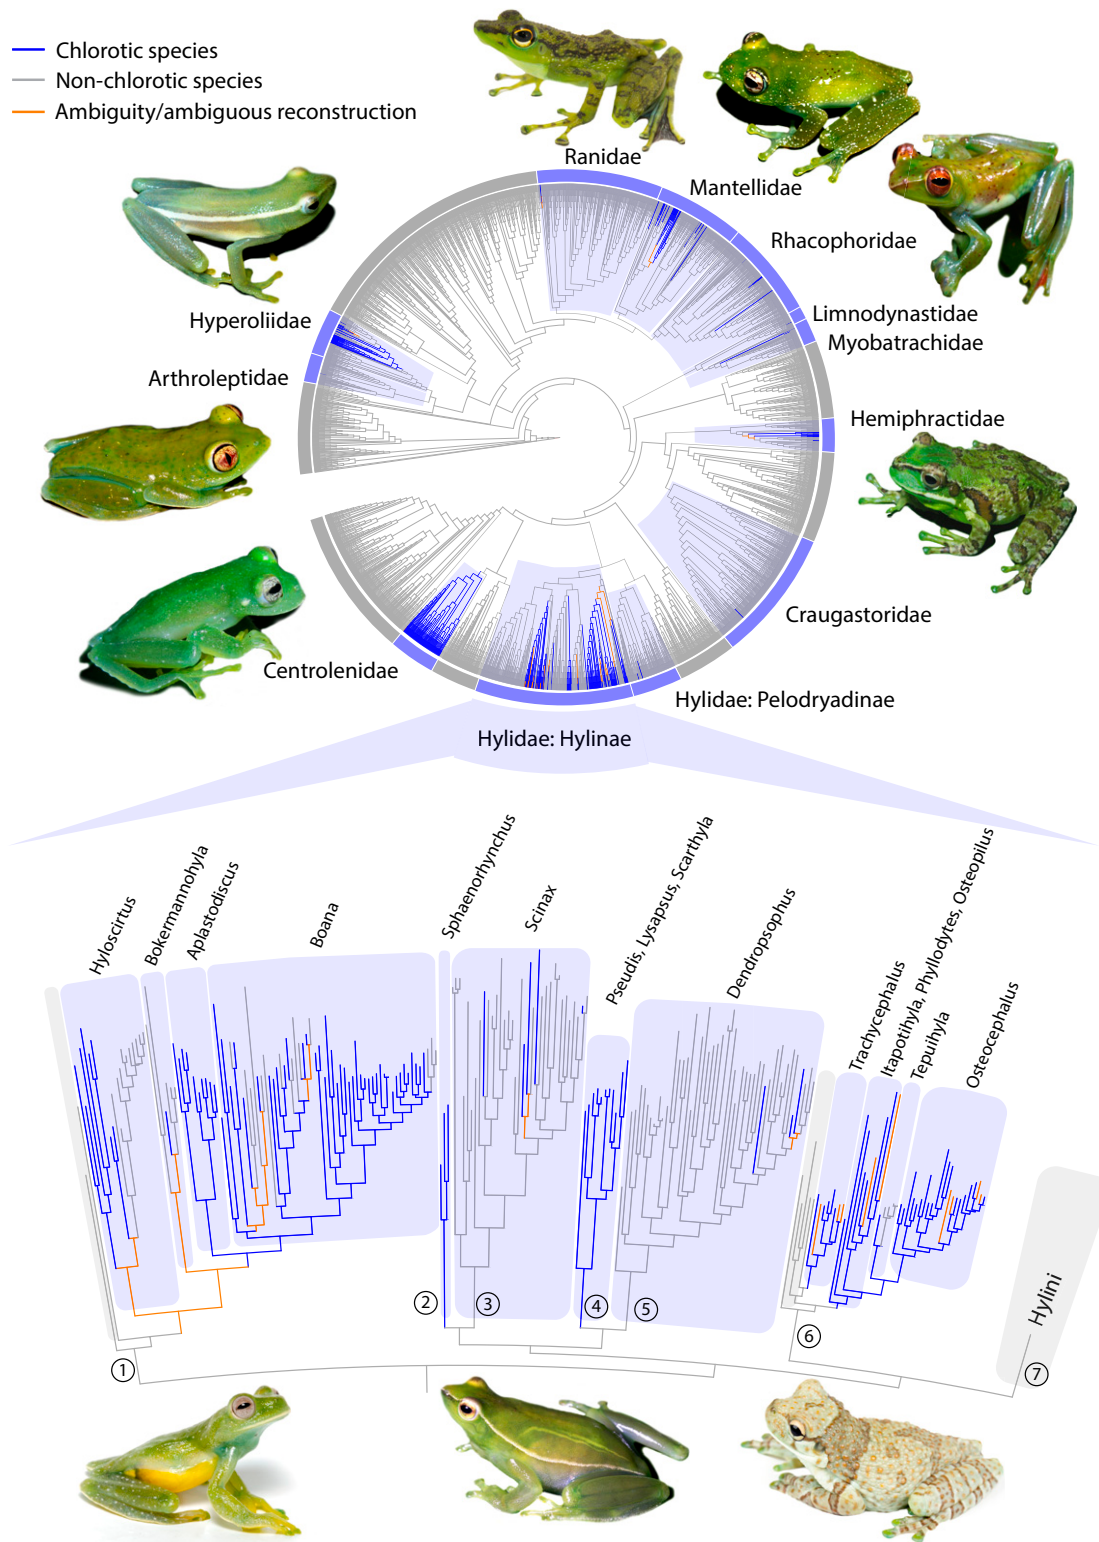 Chlorotic species
Non-chlorotic species
Ambiguity/ambiguous reconstruction
Ranidae
Mantellidae
Rhacophoridae
Limnodynastidae
Myobatrachidae
Hyperoliidae
Arthroleptidae
Hemiphractidae
Craugastoridae
Centrolenidae
Hylidae: Pelodryadinae
Hylidae: Hylinae
Hyloscirtus
Bokermannohyla
Aplastodiscus
Boana
Sphaenorhynchus
Scinax
Pseudis, Lysapsus, Scarthyla
Dendropsophus
Trachycephalus
Itapotihyla, Phyllodytes, Osteopilus
Tepuihyla
Osteocephalus
Hylini
1
2
3
4
5
6
7